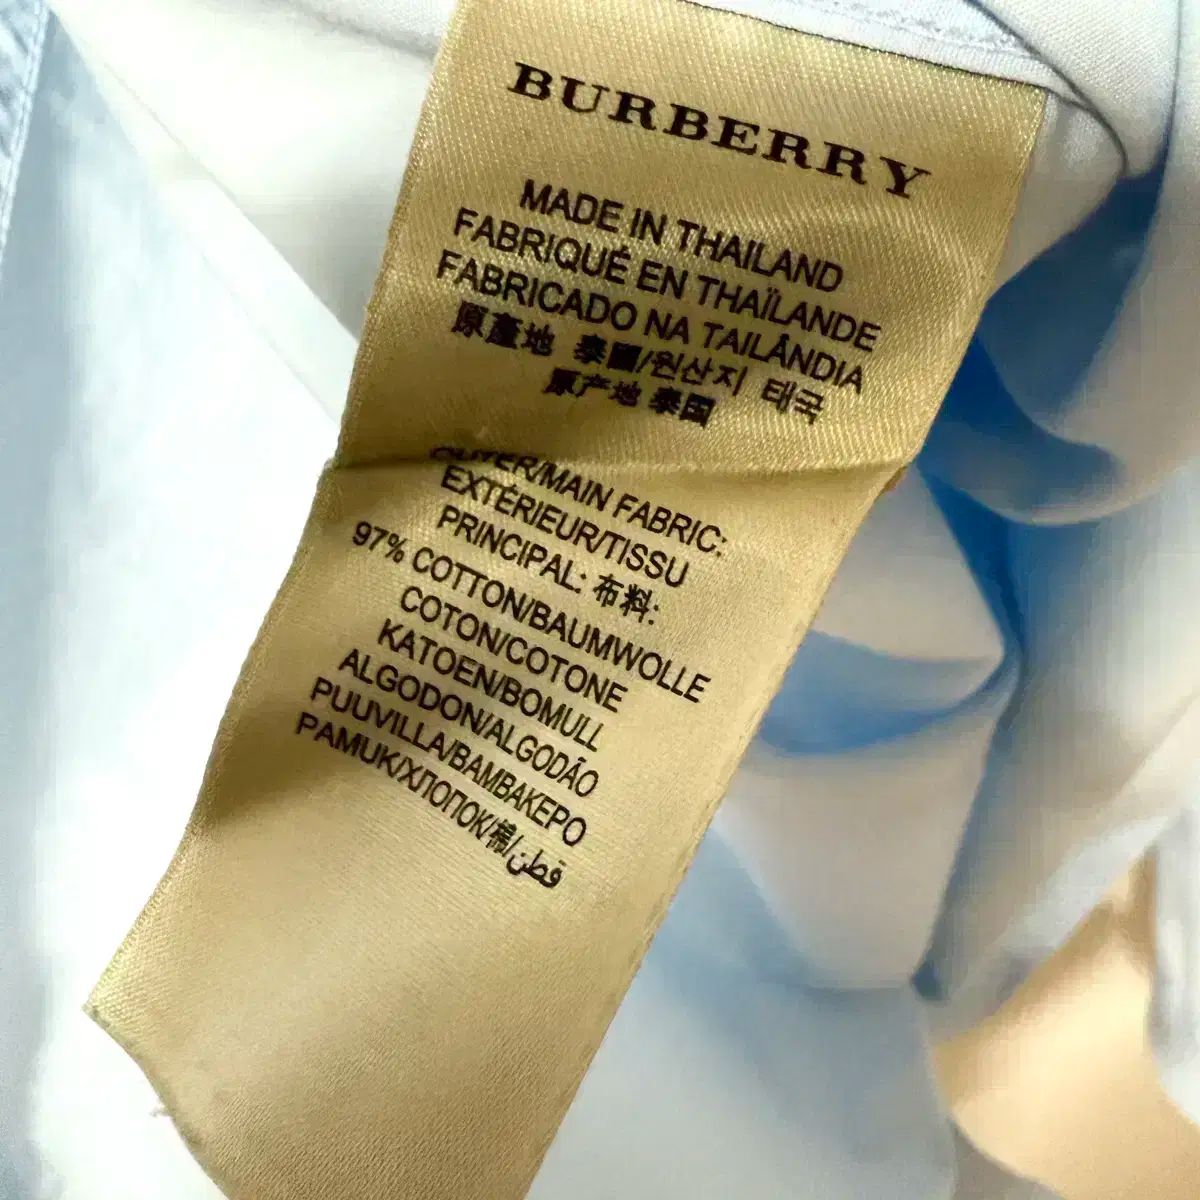 BURBERRY
MADE IN THAILAND
FABRIQUÉ EN THAÏLANDE
FABRICADO NA TAILÂNDIA
原產地 泰國/원산지 태국
原产地 泰国
OUTER/MAIN FABRIC:
EXTÉRIEUR/TISSU
PRINCIPAL: 布料:
97% COTTON/BAUMWOLLE
COTON/COTONE
KATOEN/BOMULL
ALGODON/ALGODÃO
PUUVILLA/BAMBAKEPO
PAMUK/ХЛОПОК/棉/قطن